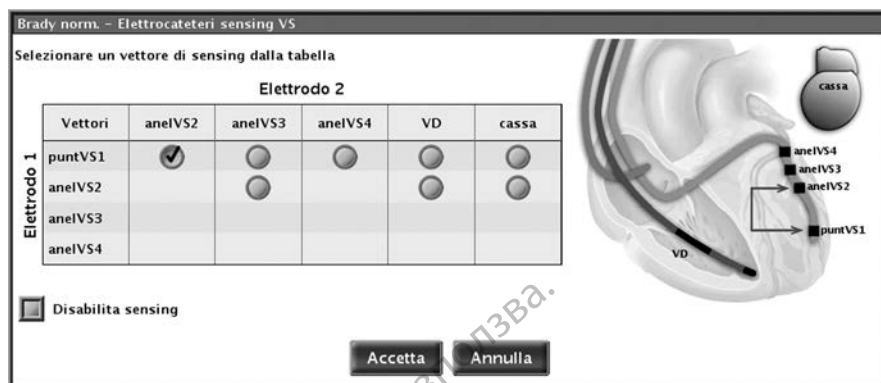 Brady norm. – Elettrocateteri sensing VS
Selezionare un vettore di sensing dalla tabella
Elettrodo 2
Vettori anelVS2 anelVS3 anelVS4 VD cassa
Elettrodo 1
puntVS1
anelVS2
anelVS3
anelVS4
Disabilita sensing
Accetta Annulla
cassa
anelVS4
anelVS3
anelVS2
puntVS1
VD